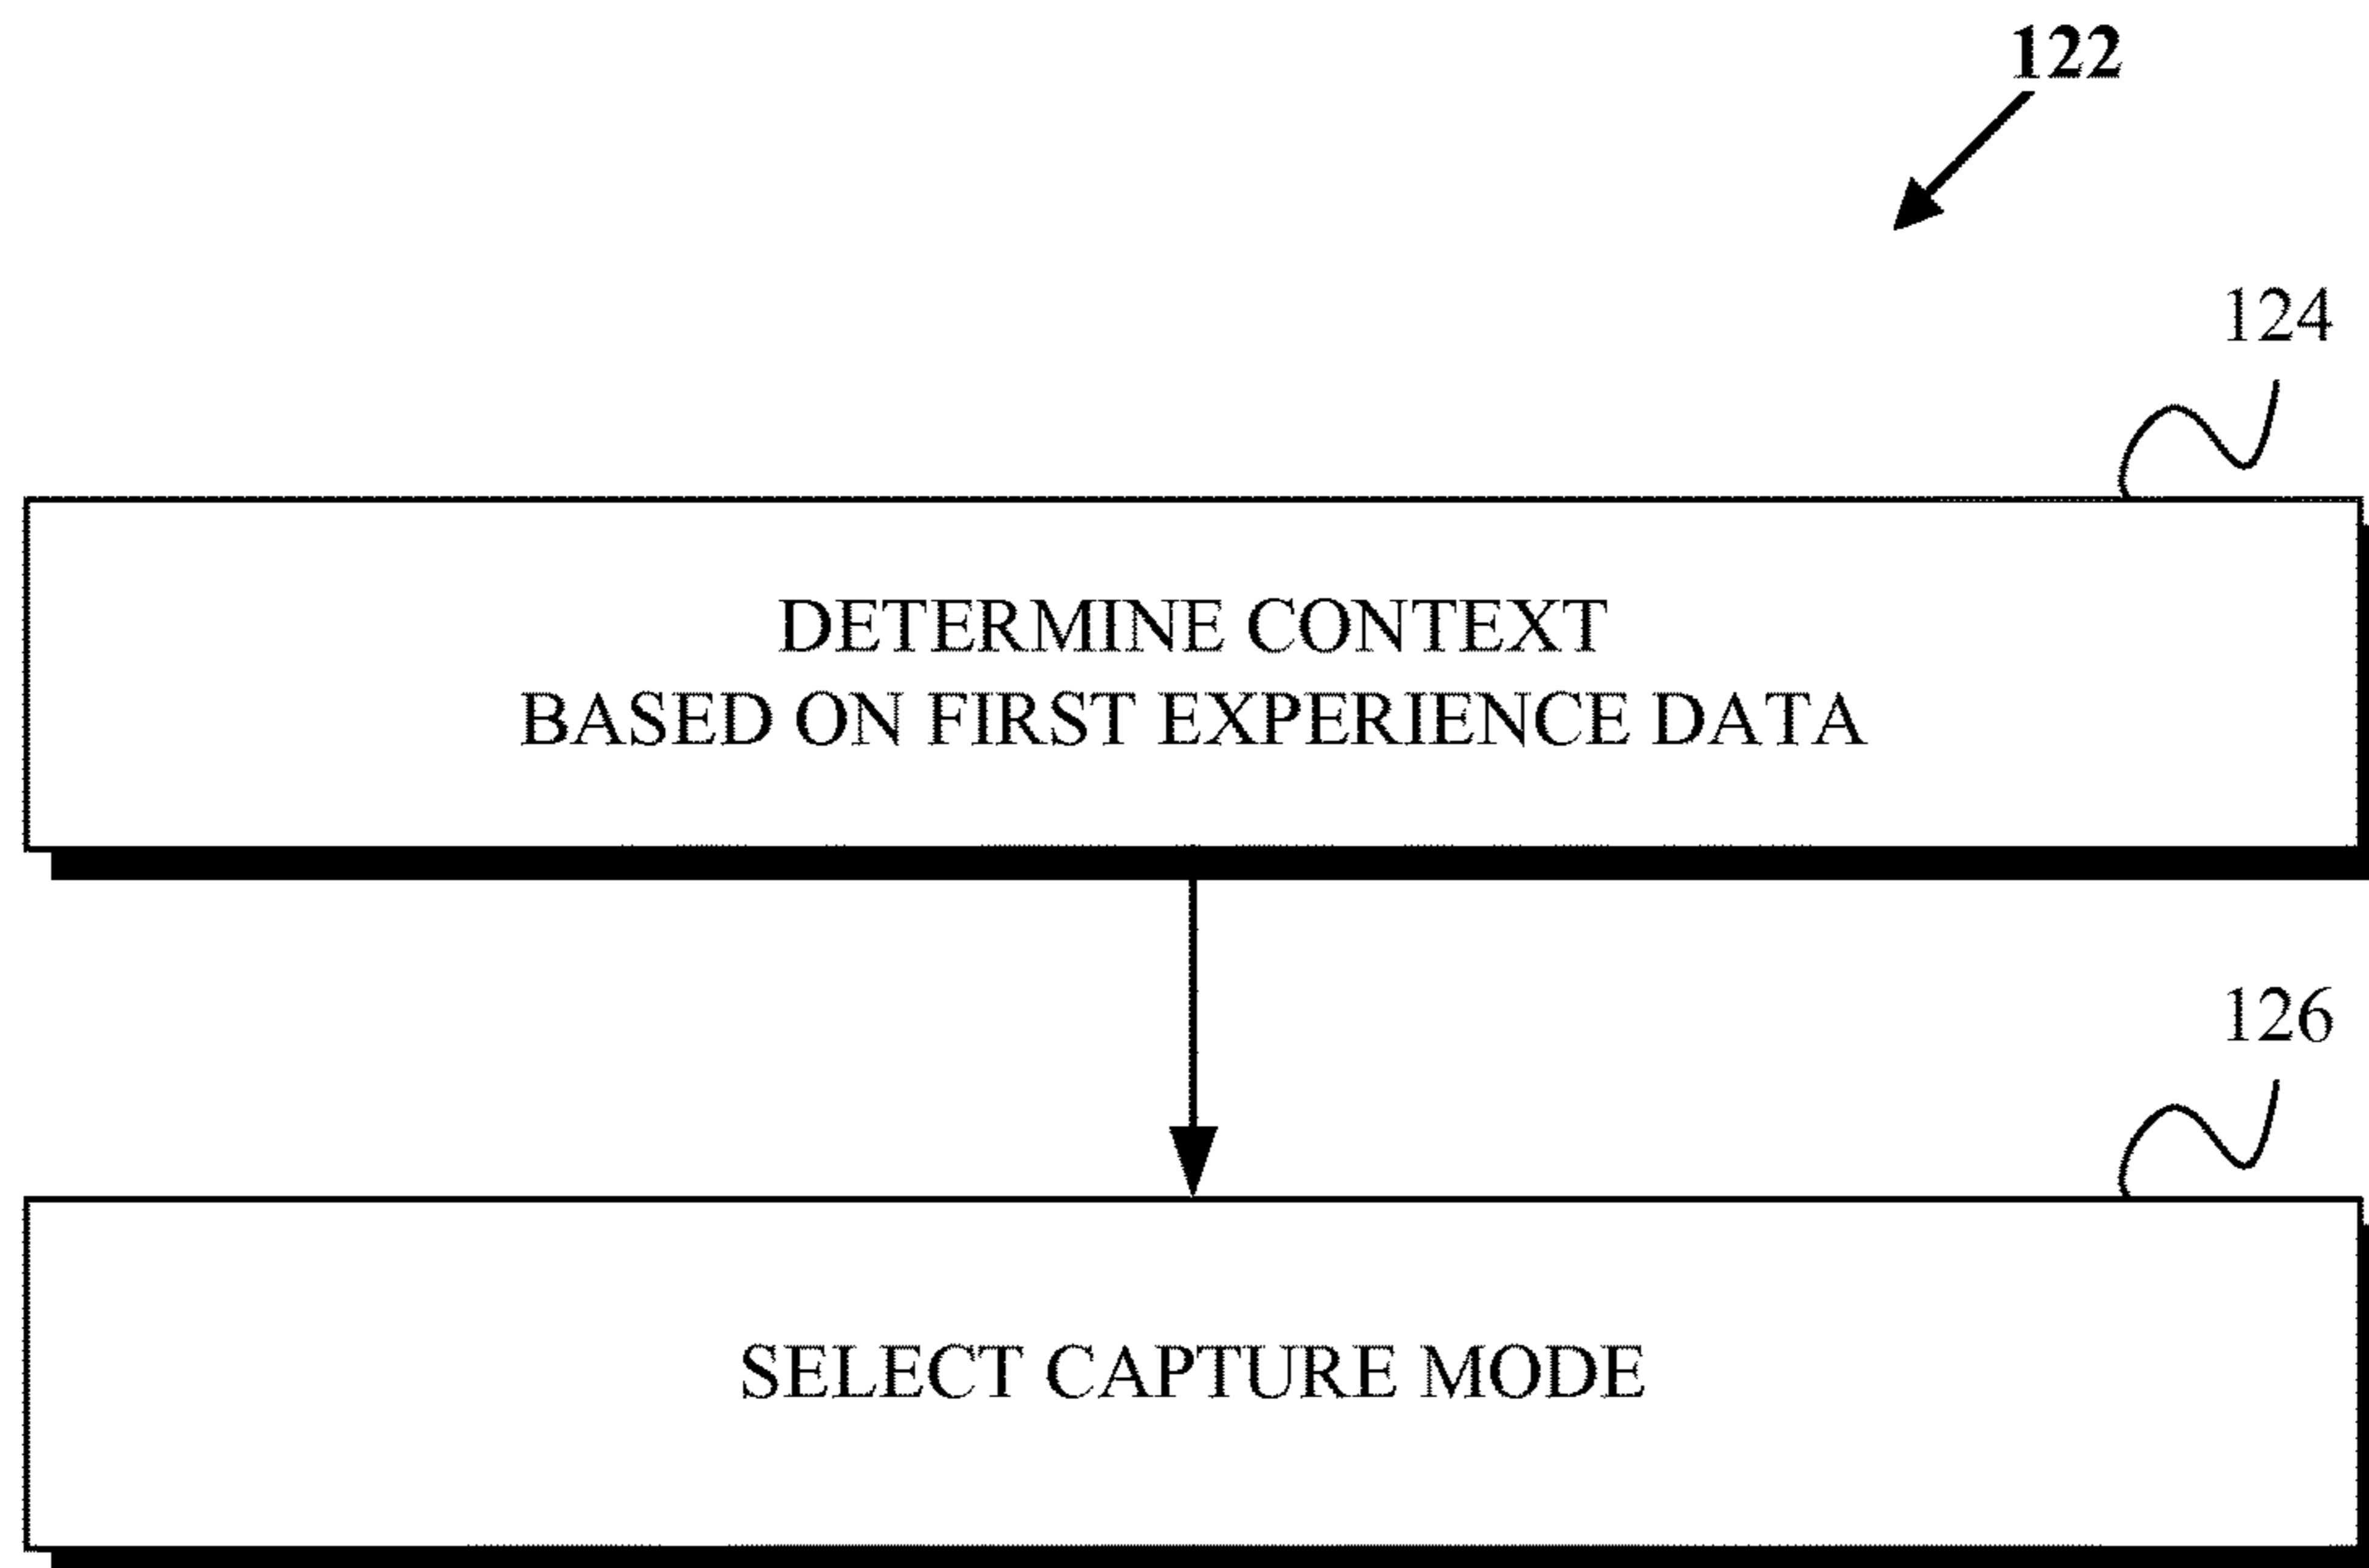 122
124
DETERMINE CONTEXT
BASED ON FIRST EXPERIENCE DATA
126
SELECT CAPTURE MODE